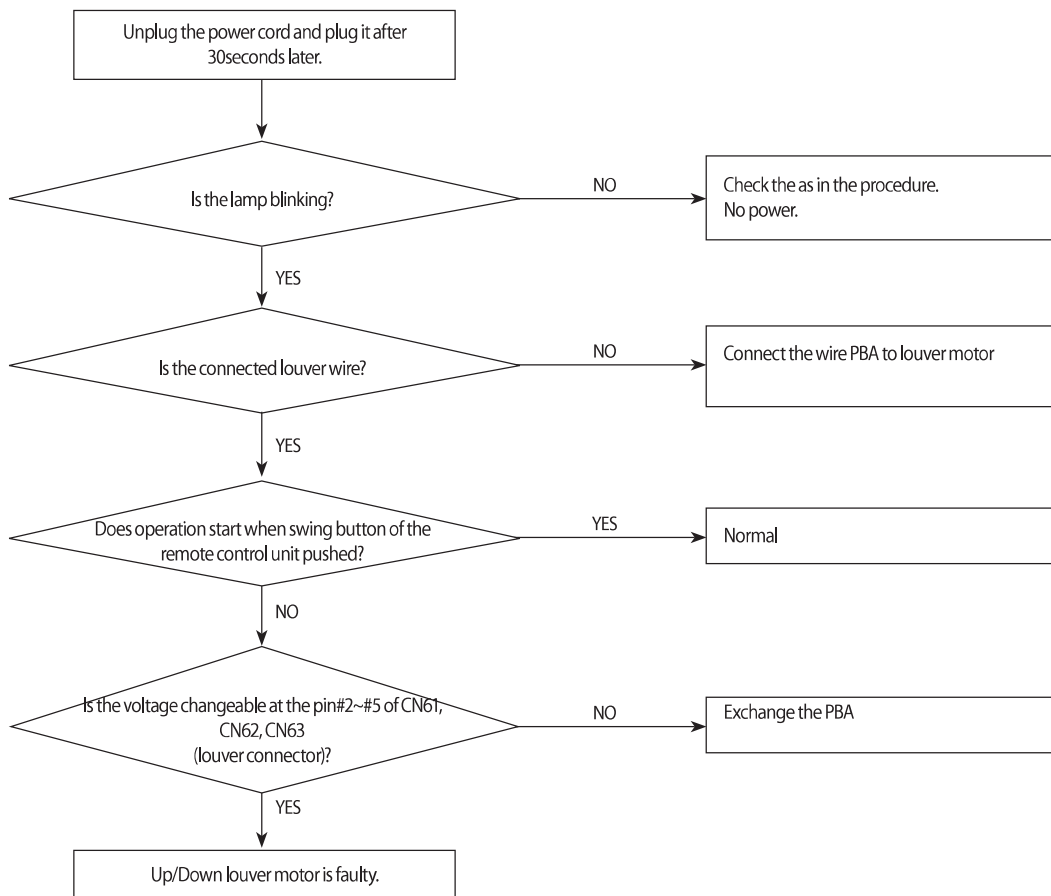 Unplug the power cord and plug it after
30seconds later.
Is the lamp blinking?
NO
Check the as in the procedure.
No power.
YES
Is the connected louver wire?
NO
Connect the wire PBA to louver motor
YES
Does operation start when swing button of the
remote control unit pushed?
YES
Normal
NO
Is the voltage changeable at the pin#2~#5 of CN61,
CN62, CN63
(louver connector)?
NO
Exchange the PBA
YES
Up/Down louver motor is faulty.